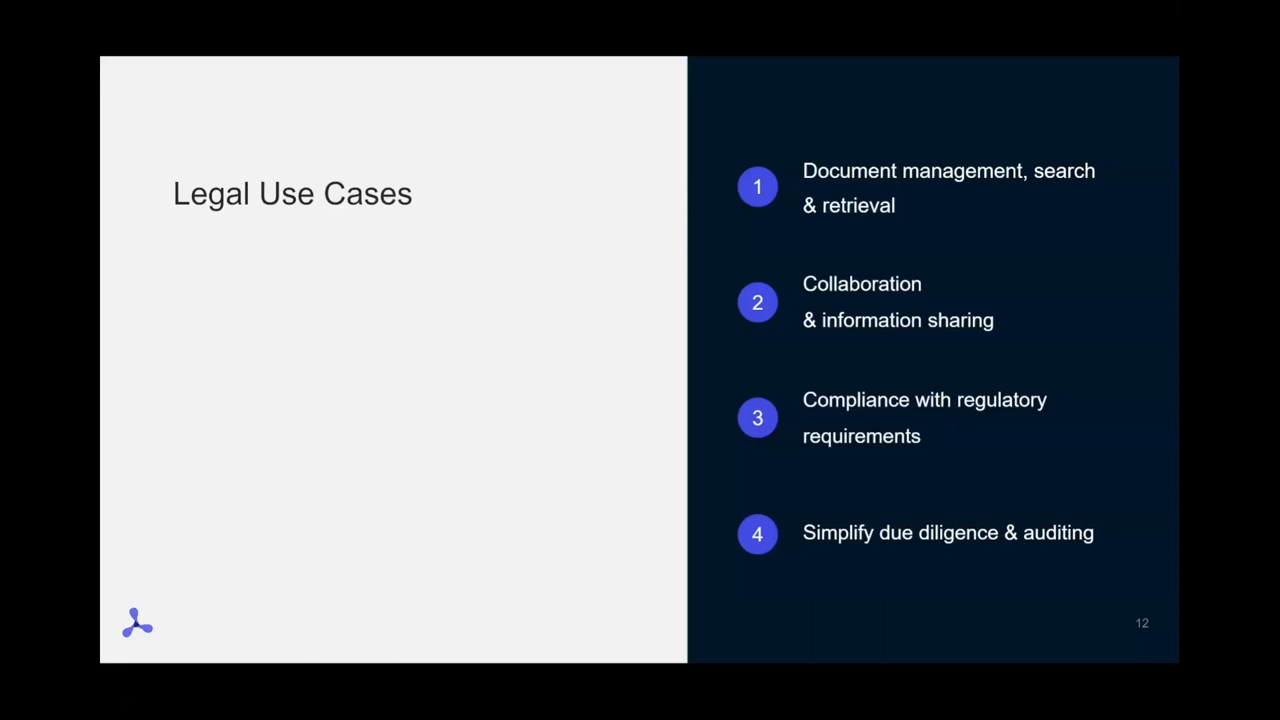 Legal Use Cases
1
Document management, search
& retrieval
2
Collaboration
& information sharing
3
Compliance with regulatory
requirements
4
Simplify due diligence & auditing
12